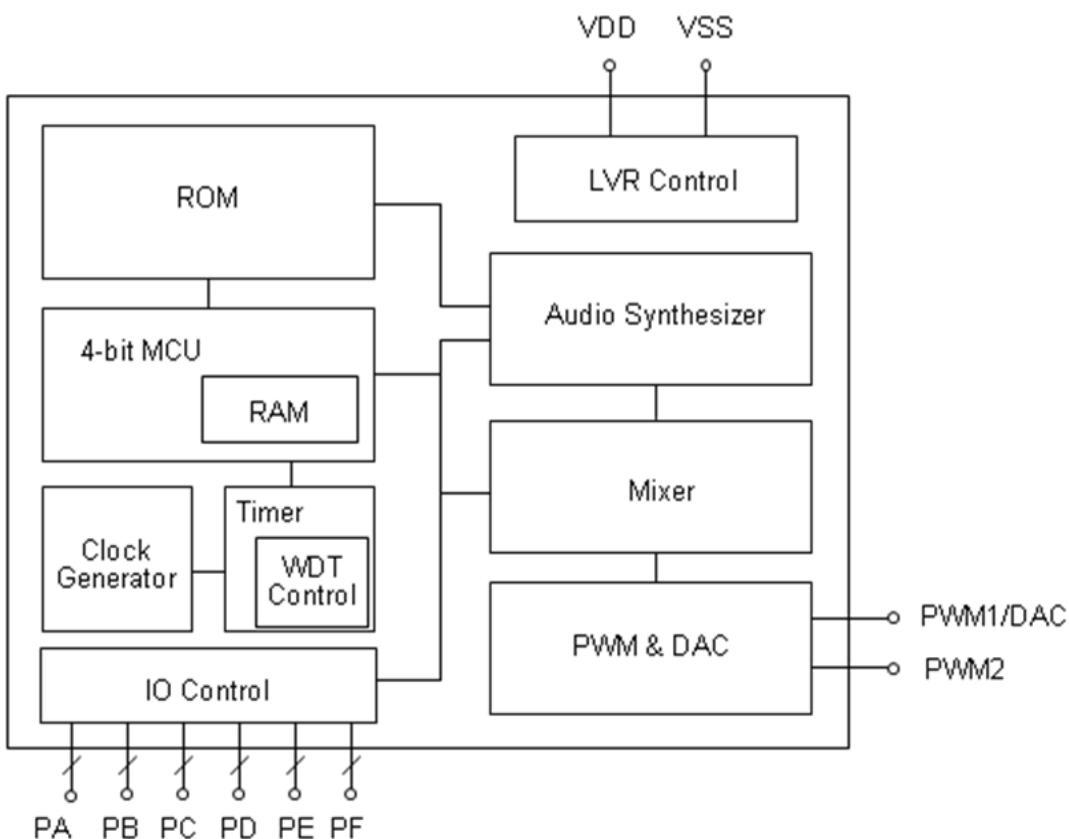 VDD
VSS
ROM
LVR Control
4-bit MCU
RAM
Audio Synthesizer
Clock
Generator
Timer
WDT
Control
Mixer
PWM & DAC
PWM1/DAC
PWM2
IO Control
PA
PB
PC
PD
PE
PF